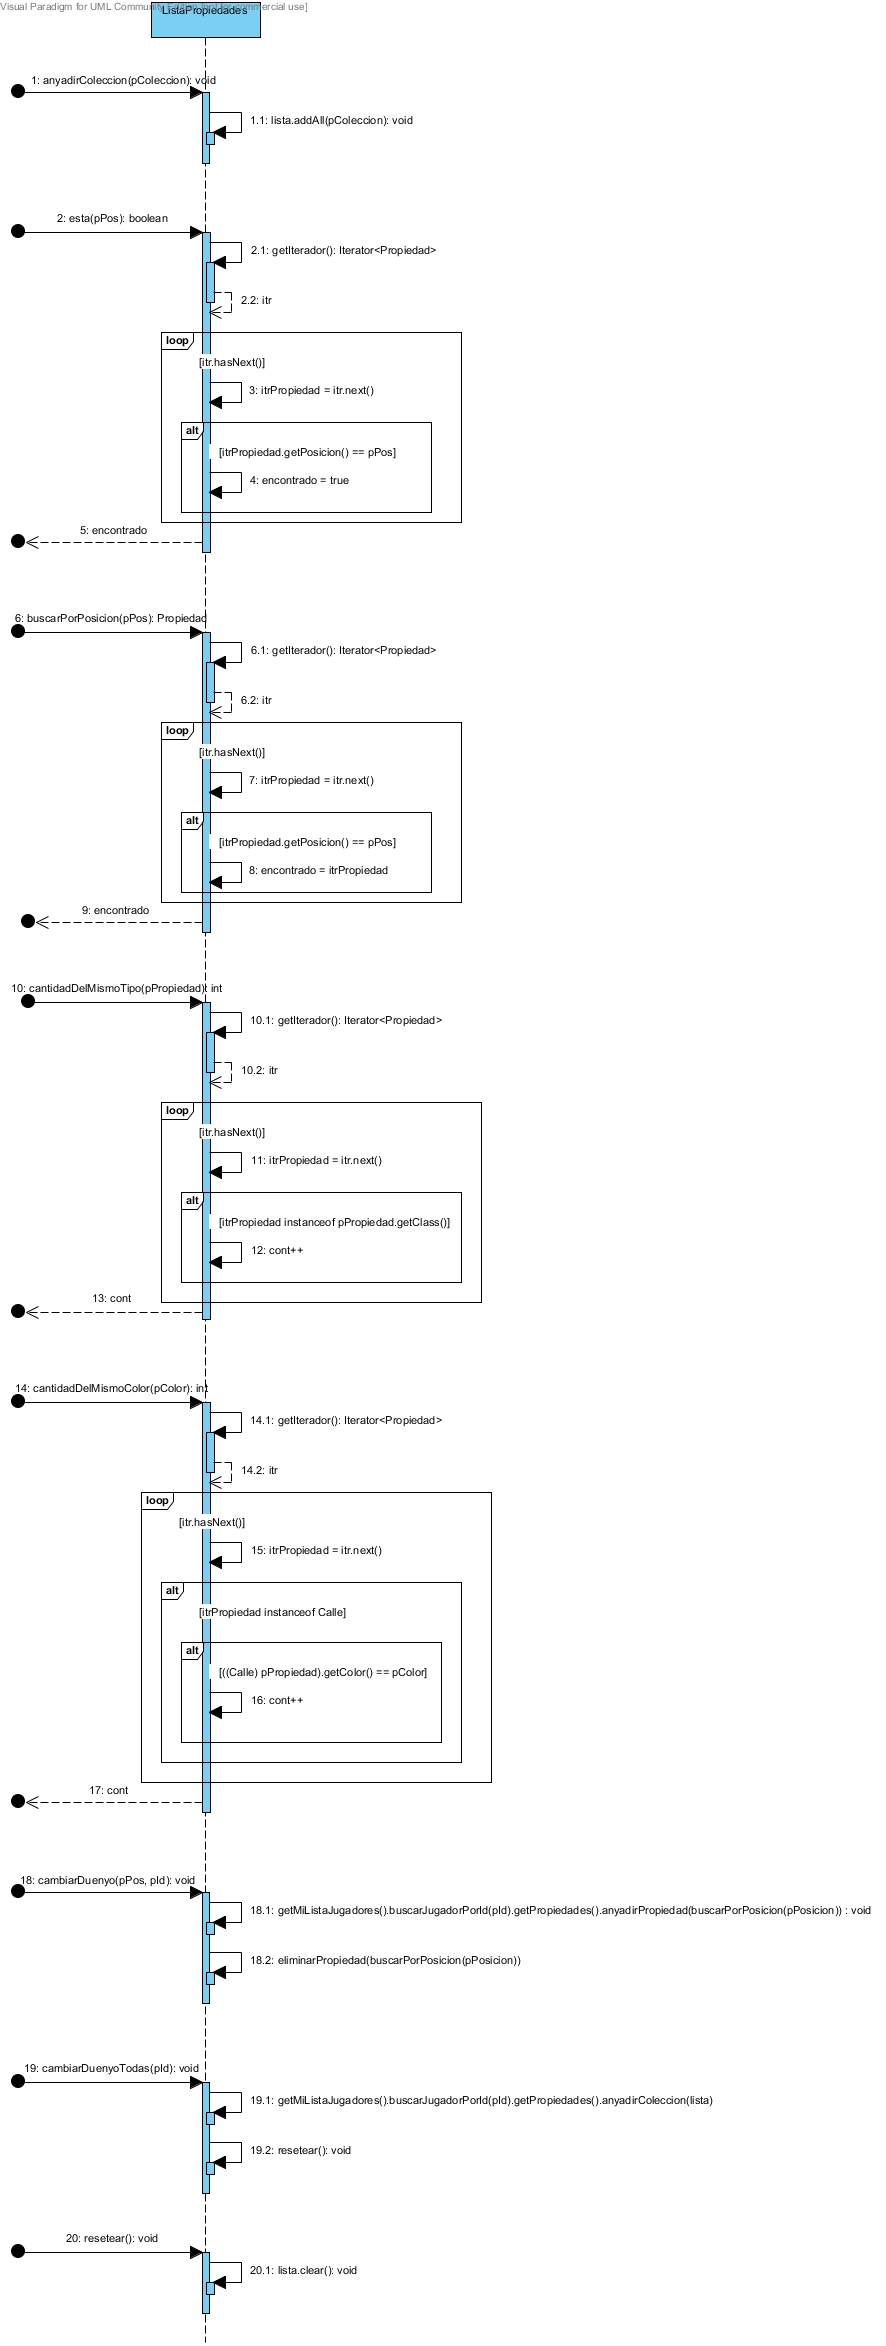 Visual Paradigm for UML Community Edition [not for commercial use]
ListaPropiedades
1: anyadirColeccion(pColeccion): void
1.1: lista.addAll(pColeccion): void
2: esta(pPos): boolean
2.1: getIterador(): Iterator<Propiedad>
2.2: itr
loop
[itr.hasNext()]
3: itrPropiedad = itr.next()
alt
[itrPropiedad.getPosicion() == pPos]
4: encontrado = true
5: encontrado
6: buscarPorPosicion(pPos): Propiedad
6.1: getIterador(): Iterator<Propiedad>
6.2: itr
loop
[itr.hasNext()]
7: itrPropiedad = itr.next()
alt
[itrPropiedad.getPosicion() == pPos]
8: encontrado = itrPropiedad
9: encontrado
10: cantidadDelMismoTipo(pPropiedad): int
10.1: getIterador(): Iterator<Propiedad>
10.2: itr
loop
[itr.hasNext()]
11: itrPropiedad = itr.next()
alt
[itrPropiedad instanceof pPropiedad.getClass()]
12: cont++
13: cont
14: cantidadDelMismoColor(pColor): int
14.1: getIterador(): Iterator<Propiedad>
14.2: itr
loop
[itr.hasNext()]
15: itrPropiedad = itr.next()
alt
[itrPropiedad instanceof Calle]
alt
[((Calle) pPropiedad).getColor() == pColor]
16: cont++
17: cont
18: cambiarDuenyo(pPos, pId): void
18.1: getMiListaJugadores().buscarJugadorPorId(pId).getPropiedades().anyadirPropiedad(buscarPorPosicion(pPosicion)) : void
18.2: eliminarPropiedad(buscarPorPosicion(pPosicion))
19: cambiarDuenyoTodas(pId): void
19.1: getMiListaJugadores().buscarJugadorPorId(pId).getPropiedades().anyadirColeccion(lista)
19.2: resetear(): void
20: resetear(): void
20.1: lista.clear(): void